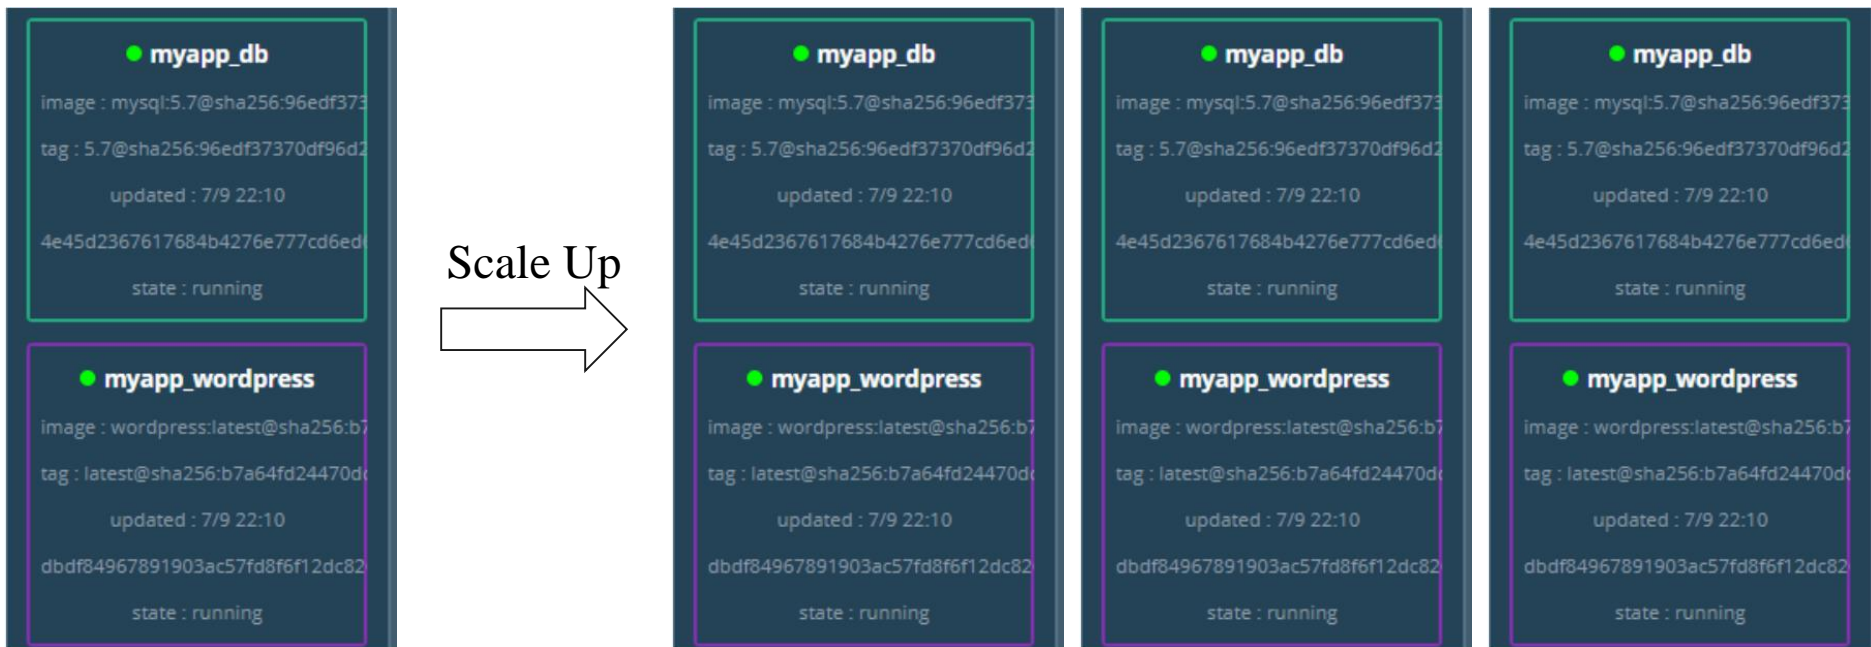 myapp_db
image : mysql:5.7@sha256:96edf373
tag : 5.7@sha256:96edf37370df96d2
updated : 7/9 22:10
4e45d2367617684b4276e777cd6ed
state : running
myapp_wordpress
image : wordpress:latest@sha256:b7
tag : latest@sha256:b7a64fd24470d
updated : 7/9 22:10
dbdf84967891903ac57fd8f6f12dc82
state : running
Scale Up
myapp_db
image : mysql:5.7@sha256:96edf373
tag : 5.7@sha256:96edf37370df96d2
updated : 7/9 22:10
4e45d2367617684b4276e777cd6ed
state : running
myapp_wordpress
image : wordpress:latest@sha256:b7
tag : latest@sha256:b7a64fd24470d
updated : 7/9 22:10
dbdf84967891903ac57fd8f6f12dc82
state : running
myapp_db
image : mysql:5.7@sha256:96edf373
tag : 5.7@sha256:96edf37370df96d2
updated : 7/9 22:10
4e45d2367617684b4276e777cd6ed
state : running
myapp_wordpress
image : wordpress:latest@sha256:b7
tag : latest@sha256:b7a64fd24470d
updated : 7/9 22:10
dbdf84967891903ac57fd8f6f12dc82
state : running
myapp_db
image : mysql:5.7@sha256:96edf373
tag : 5.7@sha256:96edf37370df96d2
updated : 7/9 22:10
4e45d2367617684b4276e777cd6ed
state : running
myapp_wordpress
image : wordpress:latest@sha256:b7
tag : latest@sha256:b7a64fd24470d
updated : 7/9 22:10
dbdf84967891903ac57fd8f6f12dc82
state : running